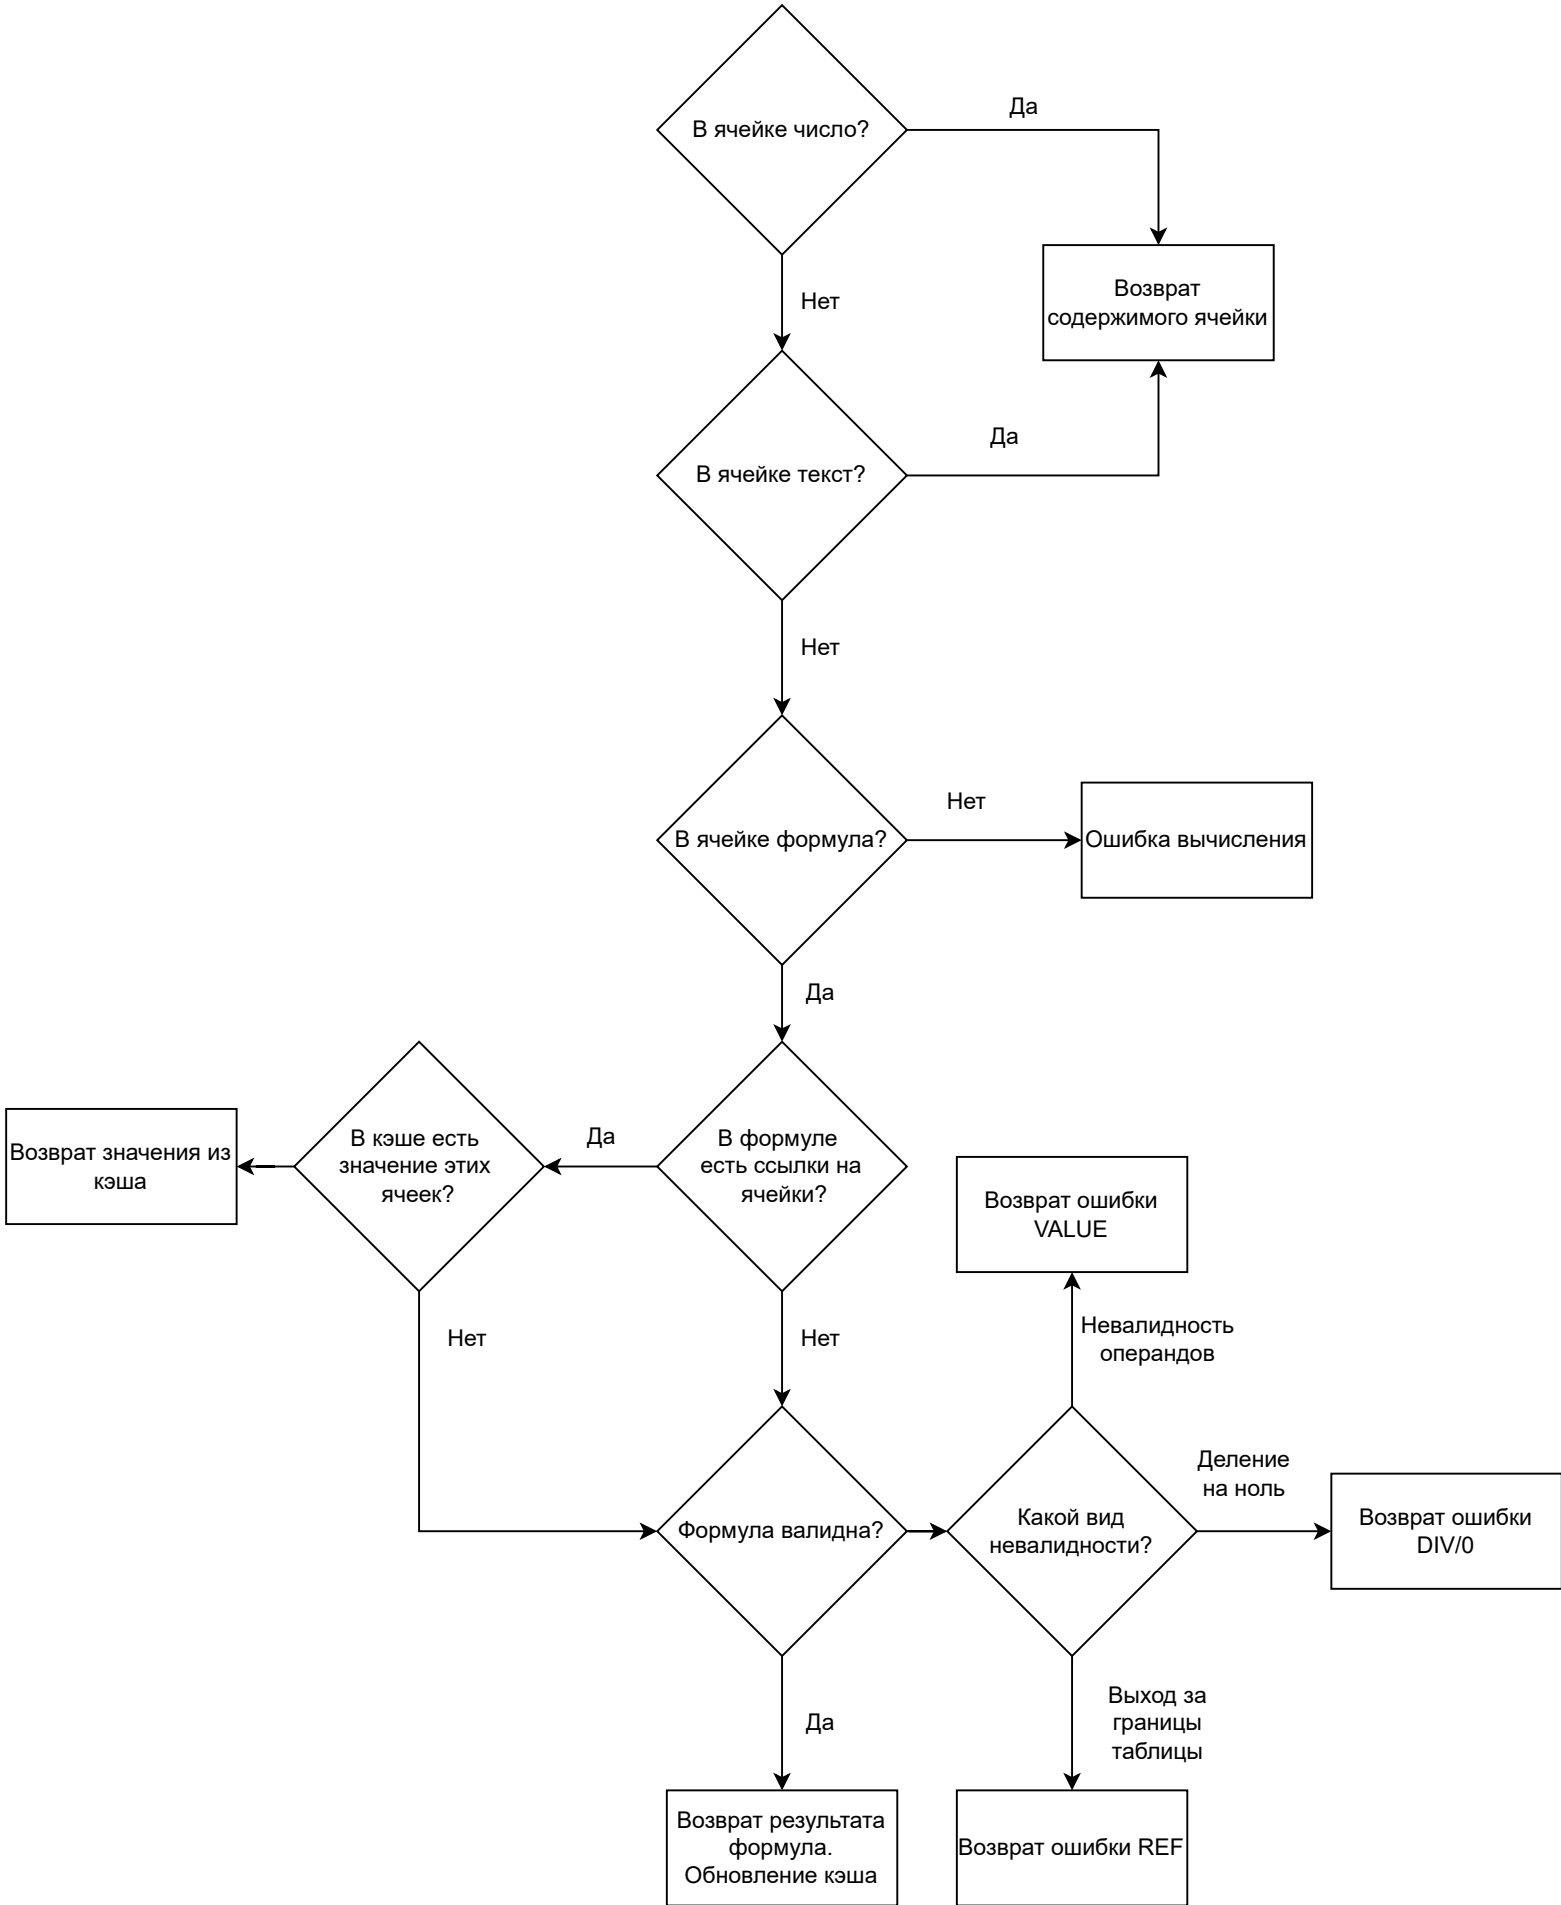 Да
В ячейке число?
Возврат
содержимого ячейки
Нет
Да
В ячейке текст?
Нет
Нет
В ячейке формула?
Ошибка вычисления
Да
Возврат значения из
кэша
В кэше есть
значение этих
ячеек?
Да
В формуле
есть ссылки на
ячейки?
Возврат ошибки
VALUE
Нет
Нет
Невалидность
операндов
Деление
на ноль
Формула валидна?
Какой вид
невалидности?
Возврат ошибки
DIV/0
Да
Выход за
границы
таблицы
Возврат результата
формула.
Обновление кэша
Возврат ошибки REF